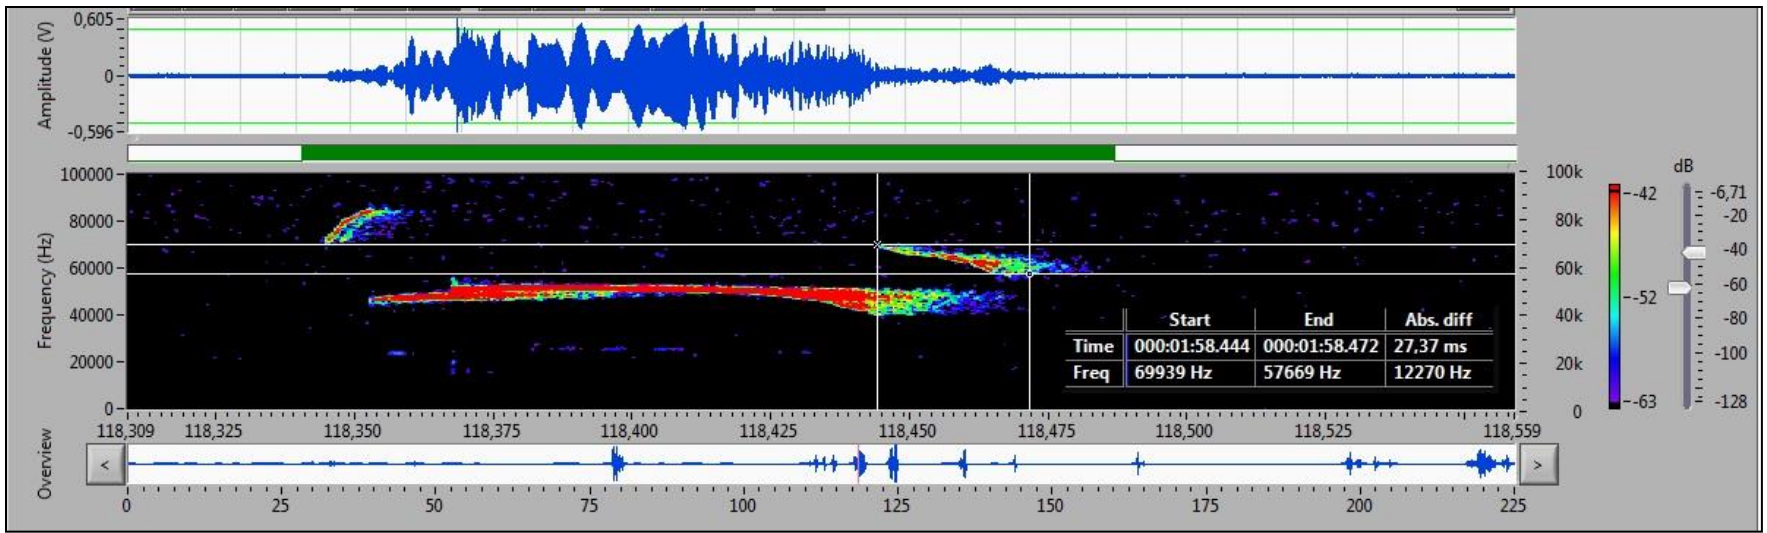 0,605
Amplitude (V)
0
-0,596
dB
100000
80000
60000
40000
20000
0
Frequency (Hz)
100k
80k
60k
40k
20k
0
-42
-52
-63
-6,71
-20
-40
-60
-80
-100
-128
Start End Abs. diff
Time 000:01:58.444 000:01:58.472 27,37 ms
Freq 69939 Hz 57669 Hz 12270 Hz
118,309 118,325 118,350 118,375 118,400 118,425 118,450 118,475 118,500 118,525 118,559
Overview
< >
0 25 50 75 100 125 150 175 200 225